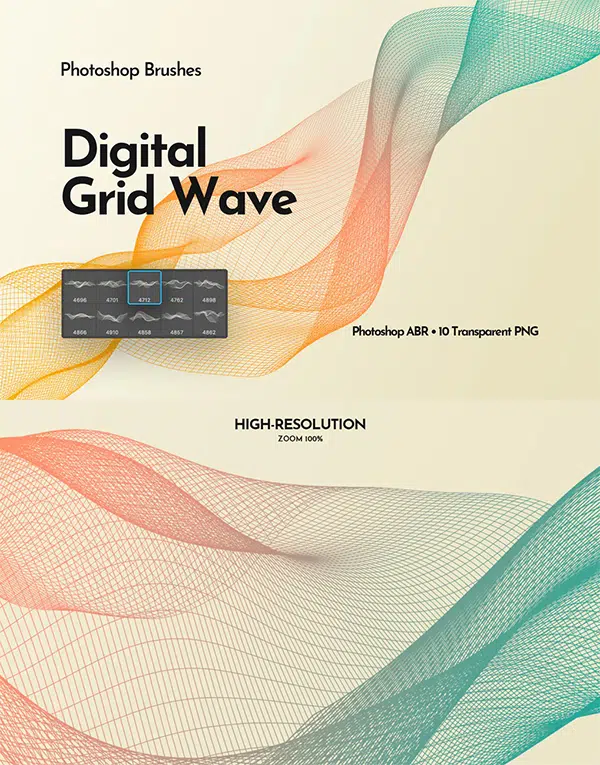 Photoshop Brushes
Digital
Grid Wave
4696 4701 4712 4762 4898
4866 4910 4858 4857 4862
Photoshop ABR • 10 Transparent PNG
HIGH-RESOLUTION
ZOOM 100%